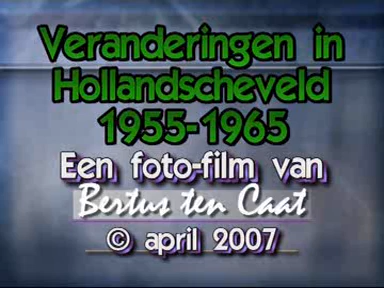 Veranderingen in
Hollandscheveld
1955-1965
Een foto-film van
Bertus ten Caat
© april 2007